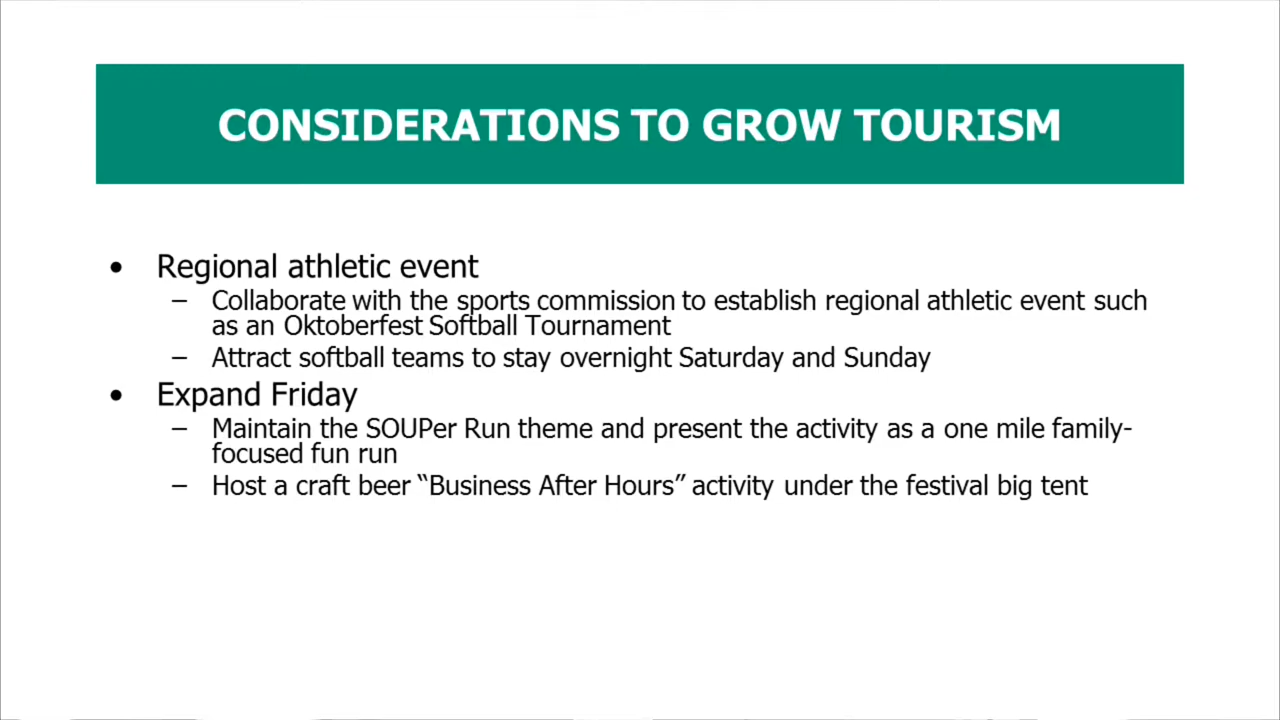 CONSIDERATIONS TO GROW TOURISM
• Regional athletic event
– Collaborate with the sports commission to establish regional athletic event such
as an Oktoberfest Softball Tournament
– Attract softball teams to stay overnight Saturday and Sunday
• Expand Friday
– Maintain the SOUPer Run theme and present the activity as a one mile family-
focused fun run
– Host a craft beer “Business After Hours” activity under the festival big tent